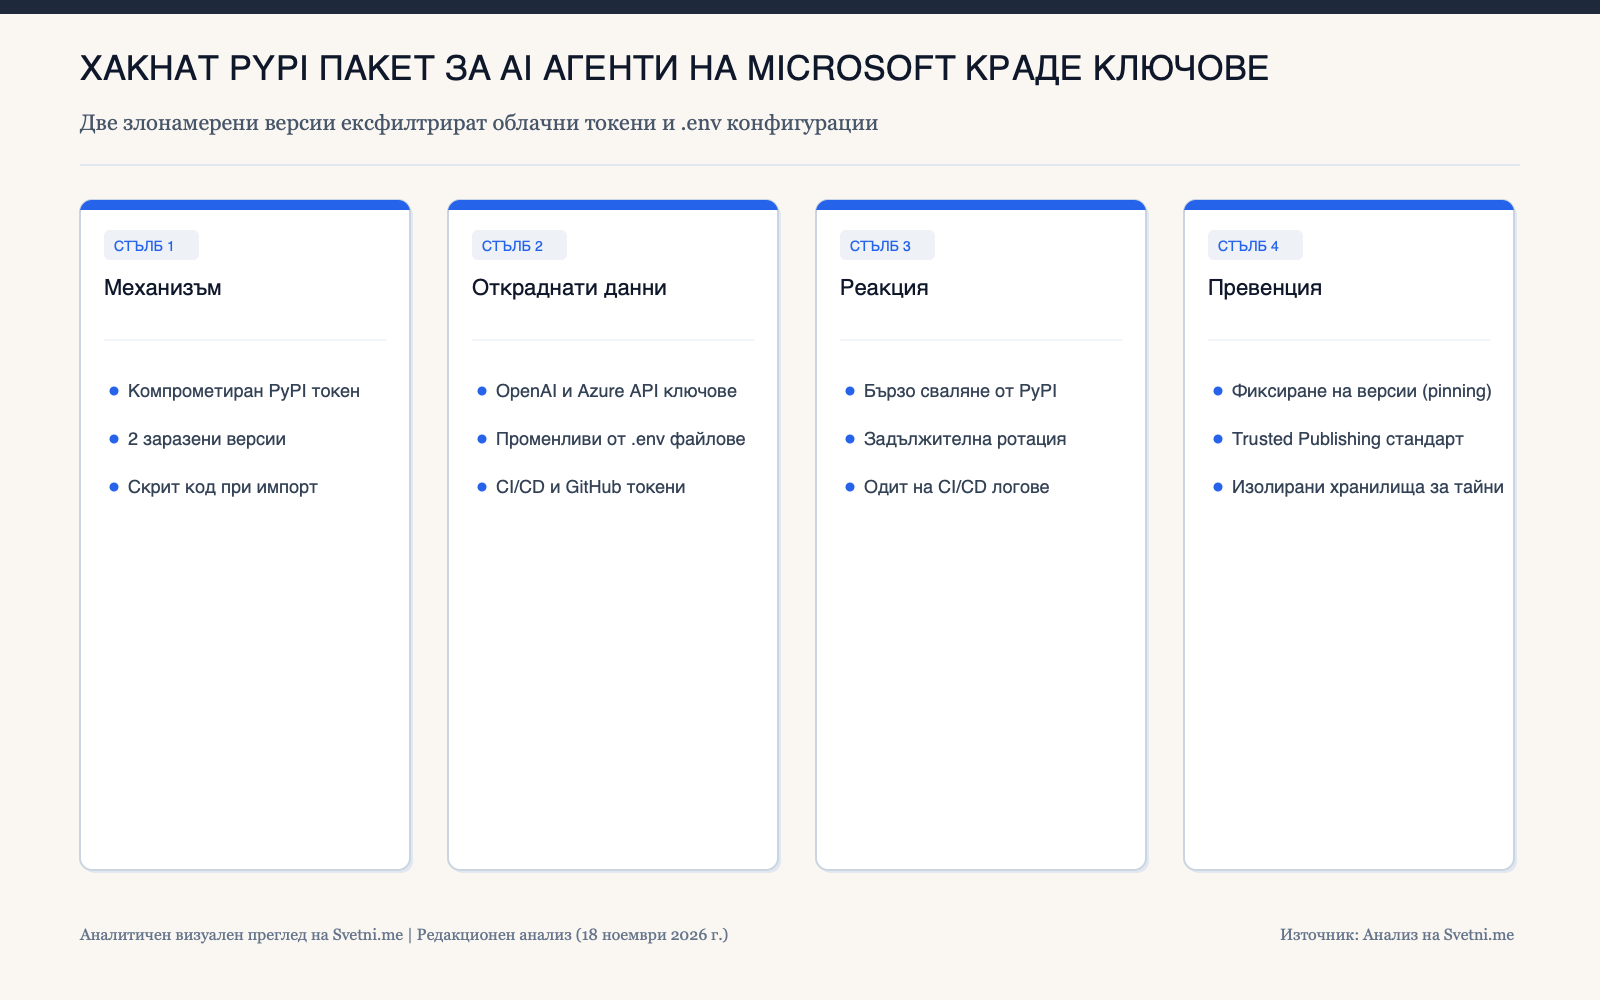 ХАКНАТ PYPI ПАКЕТ ЗА AI АГЕНТИ НА MICROSOFT КРАДЕ КЛЮЧОВЕ
Две злонамерени версии ексфилтрират облачни токени и .env конфигурации
СТЪЛБ 1
Механизъм
Компрометиран PyPI токен
2 заразени версии
Скрит код при импорт
СТЪЛБ 2
Откраднати данни
OpenAI и Azure API ключове
Променливи от .env файлове
CI/CD и GitHub токени
СТЪЛБ 3
Реакция
Бързо сваляне от PyPI
Задължителна ротация
Одит на CI/CD логове
СТЪЛБ 4
Превенция
Фиксиране на версии (pinning)
Trusted Publishing стандарт
Изолирани хранилища за тайни
Аналитичен визуален преглед на Svetni.me | Редакционен анализ (18 ноември 2026 г.)
Източник: Анализ на Svetni.me